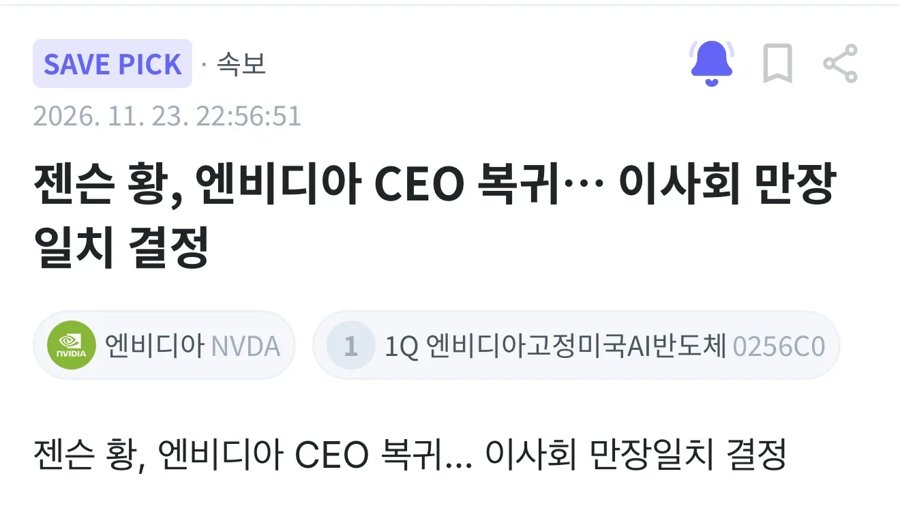 SAVE PICK · 속보
2026. 11. 23. 22:56:51
젠슨 황, 엔비디아 CEO 복귀… 이사회 만장
일치 결정
NVIDIA 엔비디아 NVDA 1 1Q 엔비디아고정미국AI반도체 0256C0
젠슨 황, 엔비디아 CEO 복귀... 이사회 만장일치 결정